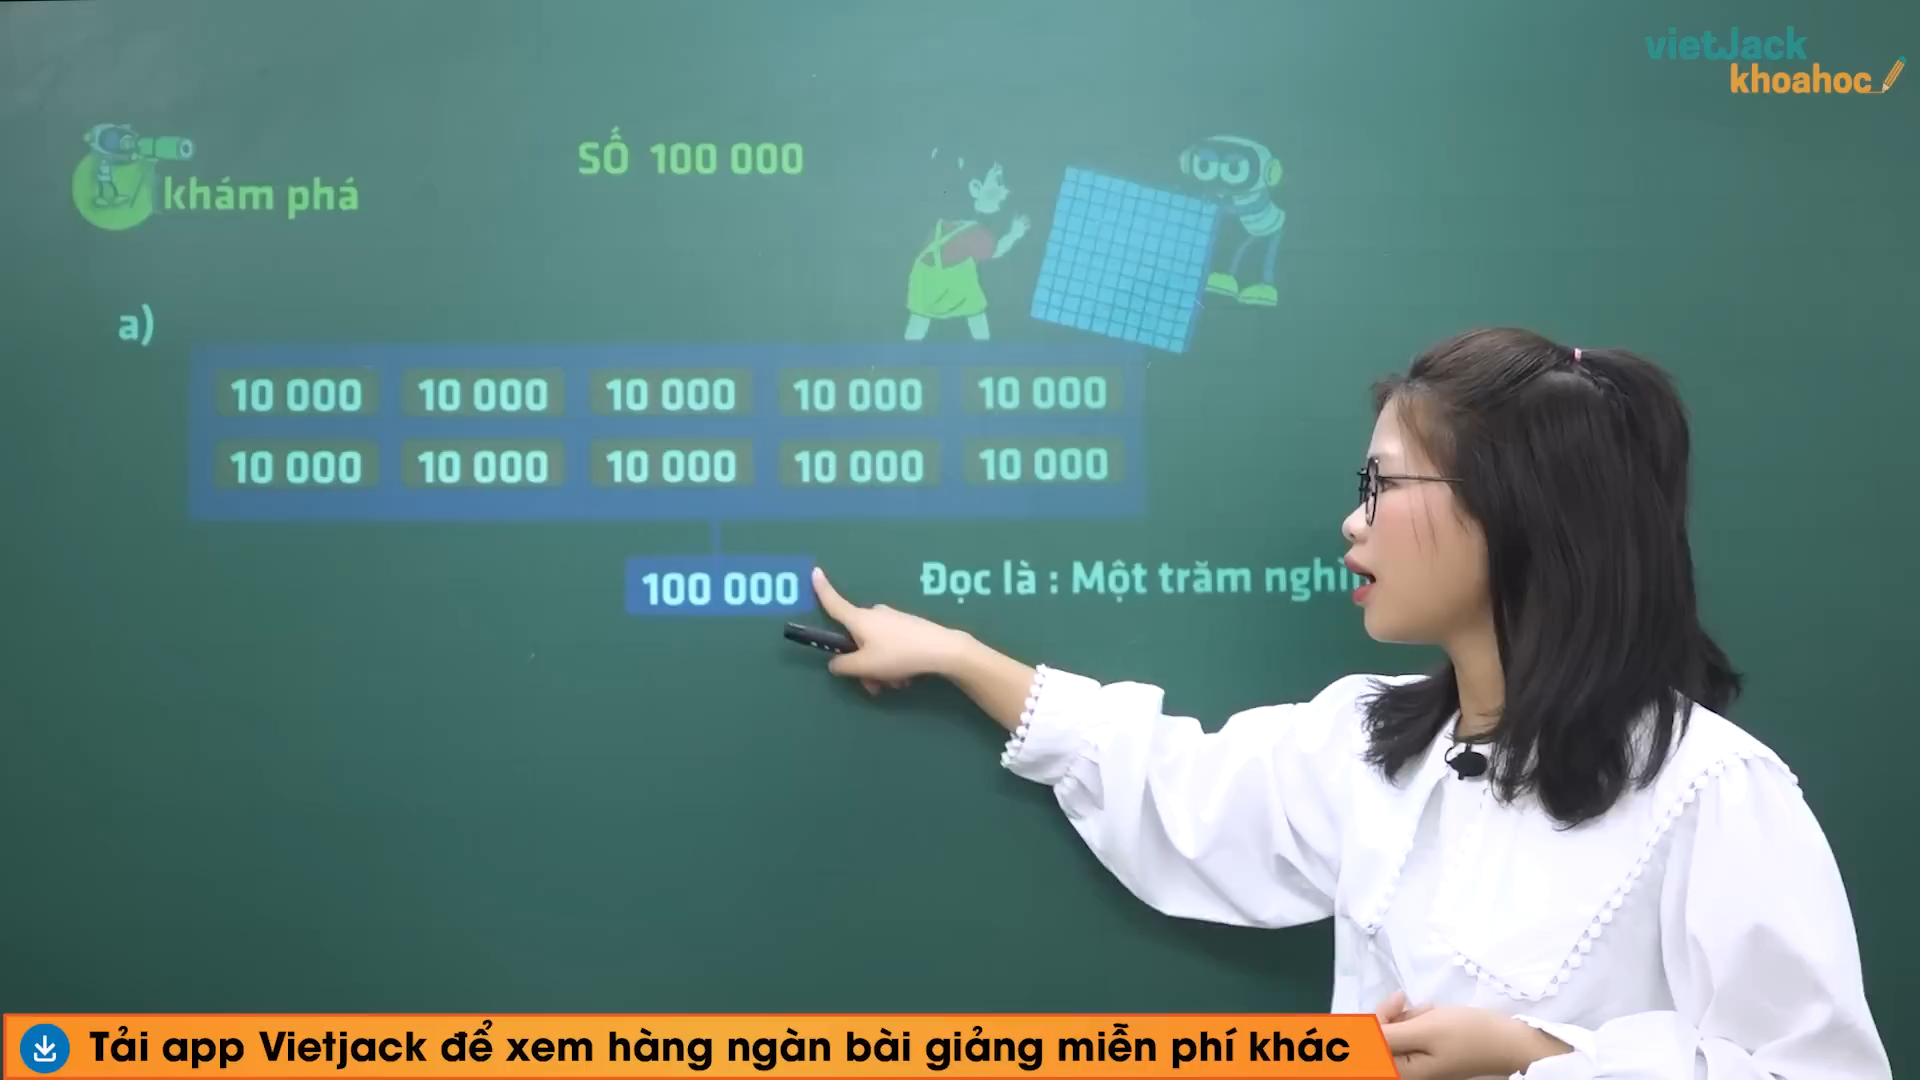 vietJack
khoahoc
khám phá
SỐ 100 000
a)
10 000 10 000 10 000 10 000 10 000
10 000 10 000 10 000 10 000 10 000
100 000
Đọc là : Một trăm
Tải app Vietjack để xem hàng ngàn bài giảng miễn phí khác